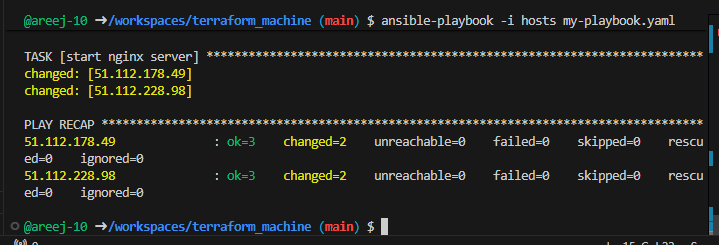 @areej-10 ➜/workspaces/terraform_machine (main) $ ansible-playbook -i hosts my-playbook.yaml
TASK [start nginx server] ***********************************************************************
changed: [51.112.178.49]
changed: [51.112.228.98]
PLAY RECAP **************************************************************************************
51.112.178.49 : ok=3 changed=2 unreachable=0 failed=0 skipped=0 rescu
ed=0 ignored=0
51.112.228.98 : ok=3 changed=2 unreachable=0 failed=0 skipped=0 rescu
ed=0 ignored=0
@areej-10 ➜/workspaces/terraform_machine (main) $